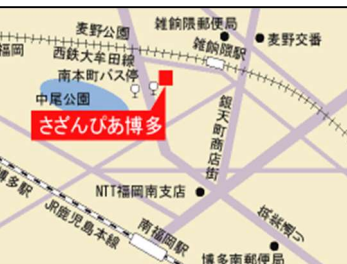 麦野公園
雑餉隈郵便局
麦野交番
福岡
西鉄大牟田線
雑餉隈駅
南本町バス停
中尾公園
さざんぴあ博多
銀天町商店街
NTT福岡南支店
博多駅
JR鹿児島本線
南福岡駅
博多南郵便局